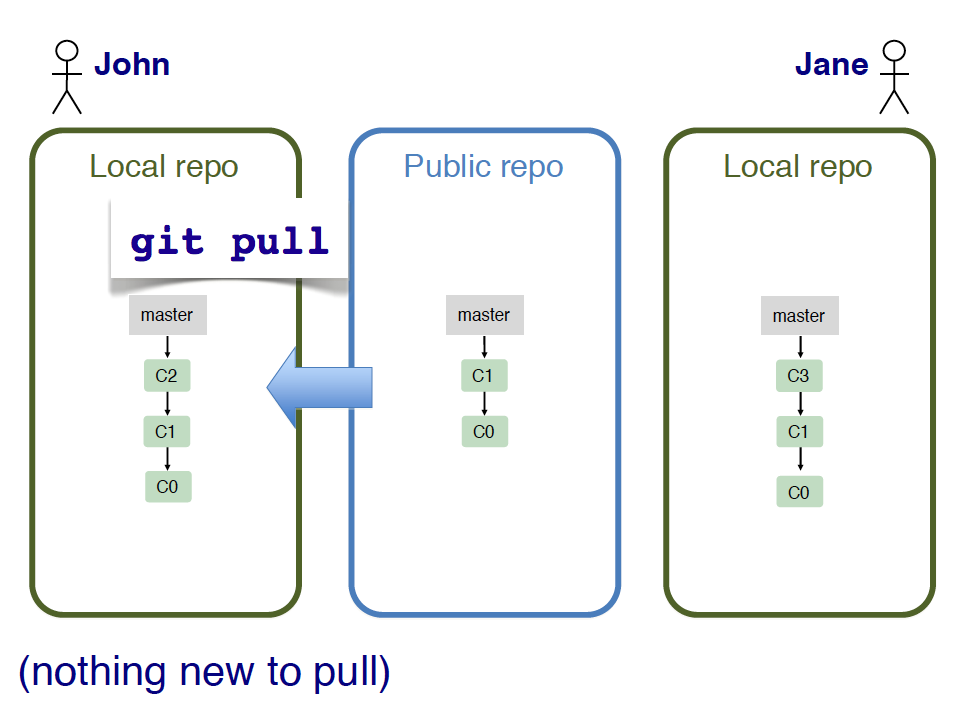 John
Jane
Local repo
git pull
master
C2
C1
C0
Public repo
master
C1
C0
Local repo
master
C3
C1
C0
(nothing new to pull)